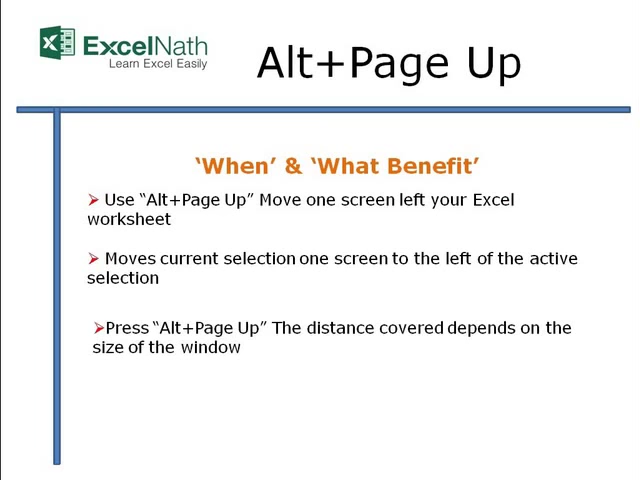 ExcelNath
Learn Excel Easily
Alt+Page Up
‘When’ & ‘What Benefit’
Use “Alt+Page Up” Move one screen left your Excel
worksheet
Moves current selection one screen to the left of the active
selection
Press “Alt+Page Up” The distance covered depends on the
size of the window